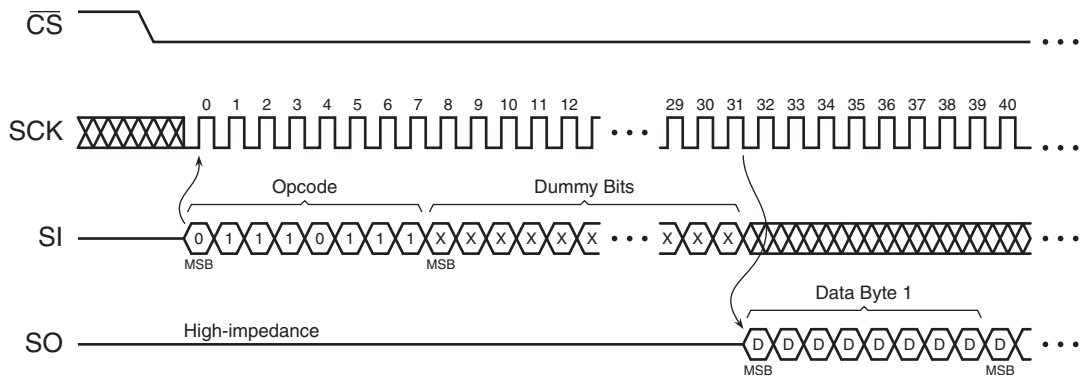 CS
0 1 2 3 4 5 6 7 8 9 10 11 12 29 30 31 32 33 34 35 36 37 38 39 40
SCK
Opcode Dummy Bits
SI 0 1 1 1 0 1 1 1 X X X X X X X X X
MSB MSB
Data Byte 1
High-impedance
SO D D D D D D D D D
MSB MSB